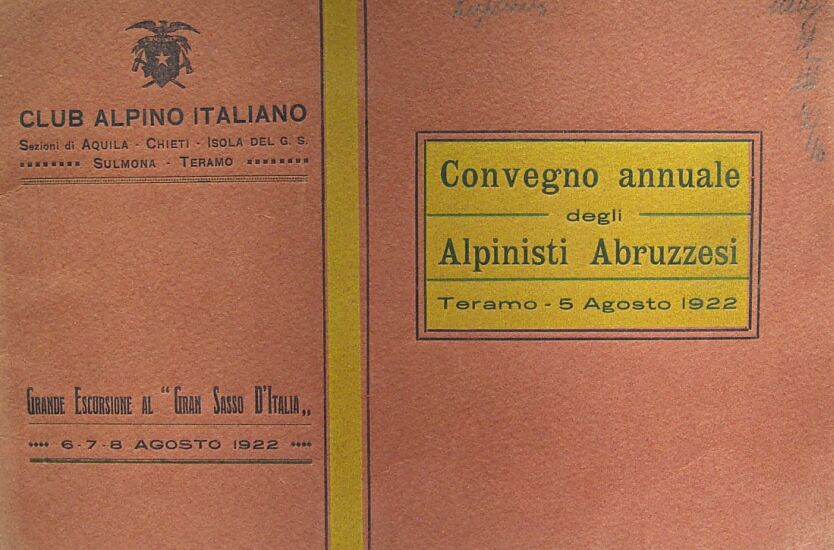 CLUB ALPINO ITALIANO
Sezioni di AQUILA - CHIETI - ISOLA DEL G. S.
SULMONA - TERAMO
GRANDE ESCURSIONE AL "GRAN SASSO D'ITALIA„
6-7-8 AGOSTO 1922
Convegno annuale
degli
Alpinisti Abruzzesi
Teramo - 5 Agosto 1922